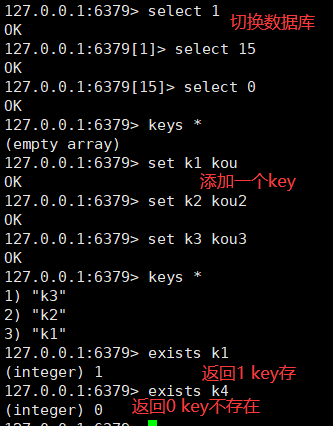 127.0.0.1:6379> select 1
切换数据库
OK
127.0.0.1:6379[1]> select 15
OK
127.0.0.1:6379[15]> select 0
OK
127.0.0.1:6379> keys *
(empty array)
127.0.0.1:6379> set k1 kou
OK
添加一个key
127.0.0.1:6379> set k2 kou2
OK
127.0.0.1:6379> set k3 kou3
OK
127.0.0.1:6379> keys *
1) "k3"
2) "k2"
3) "k1"
127.0.0.1:6379> exists k1
(integer) 1
返回1 key存
127.0.0.1:6379> exists k4
(integer) 0
返回0 key不存在
127.0.0.1:6379>